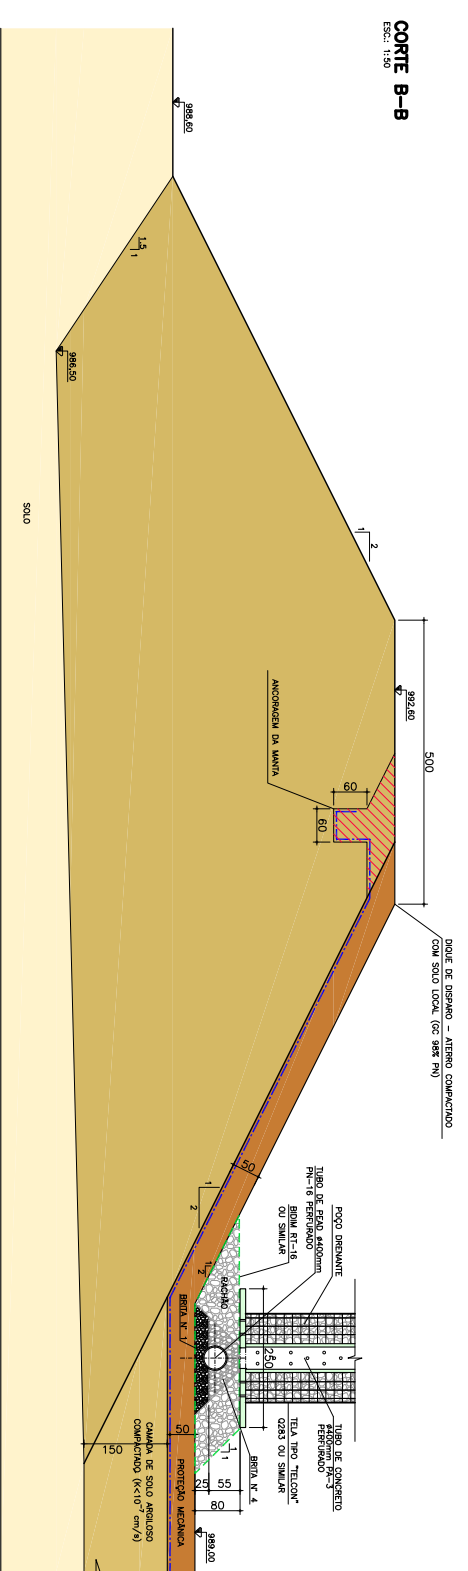 CORTE B-B
ESC.: 1:50
988,60
1,5
1
986,50
SOLO
1
2
992,60
500
ANCORAGEM DA MANTA
60
60
DIQUE DE DISPARO - ATERRO COMPACTADO
COM SOLO LOCAL (GC 98% PN)
50
1
2
1
2
POÇO DRENANTE
TUBO DE PEAD ø400mm
PN-16 PERFURADO
BIDIM RT-16
OU SIMILAR
RACHÃO
BRITA N° 1
250
TUBO DE CONCRETO
ø400mm PA-3
PERFURADO
TELA TIPO "TELCON"
Q283 OU SIMILAR
BRITA N° 4
1
1
50
25
55
80
150
CAMADA DE SOLO ARGILOSO
COMPACTADO (K<10⁻⁷ cm/s)
PROTEÇÃO MECÂNICA
989,00